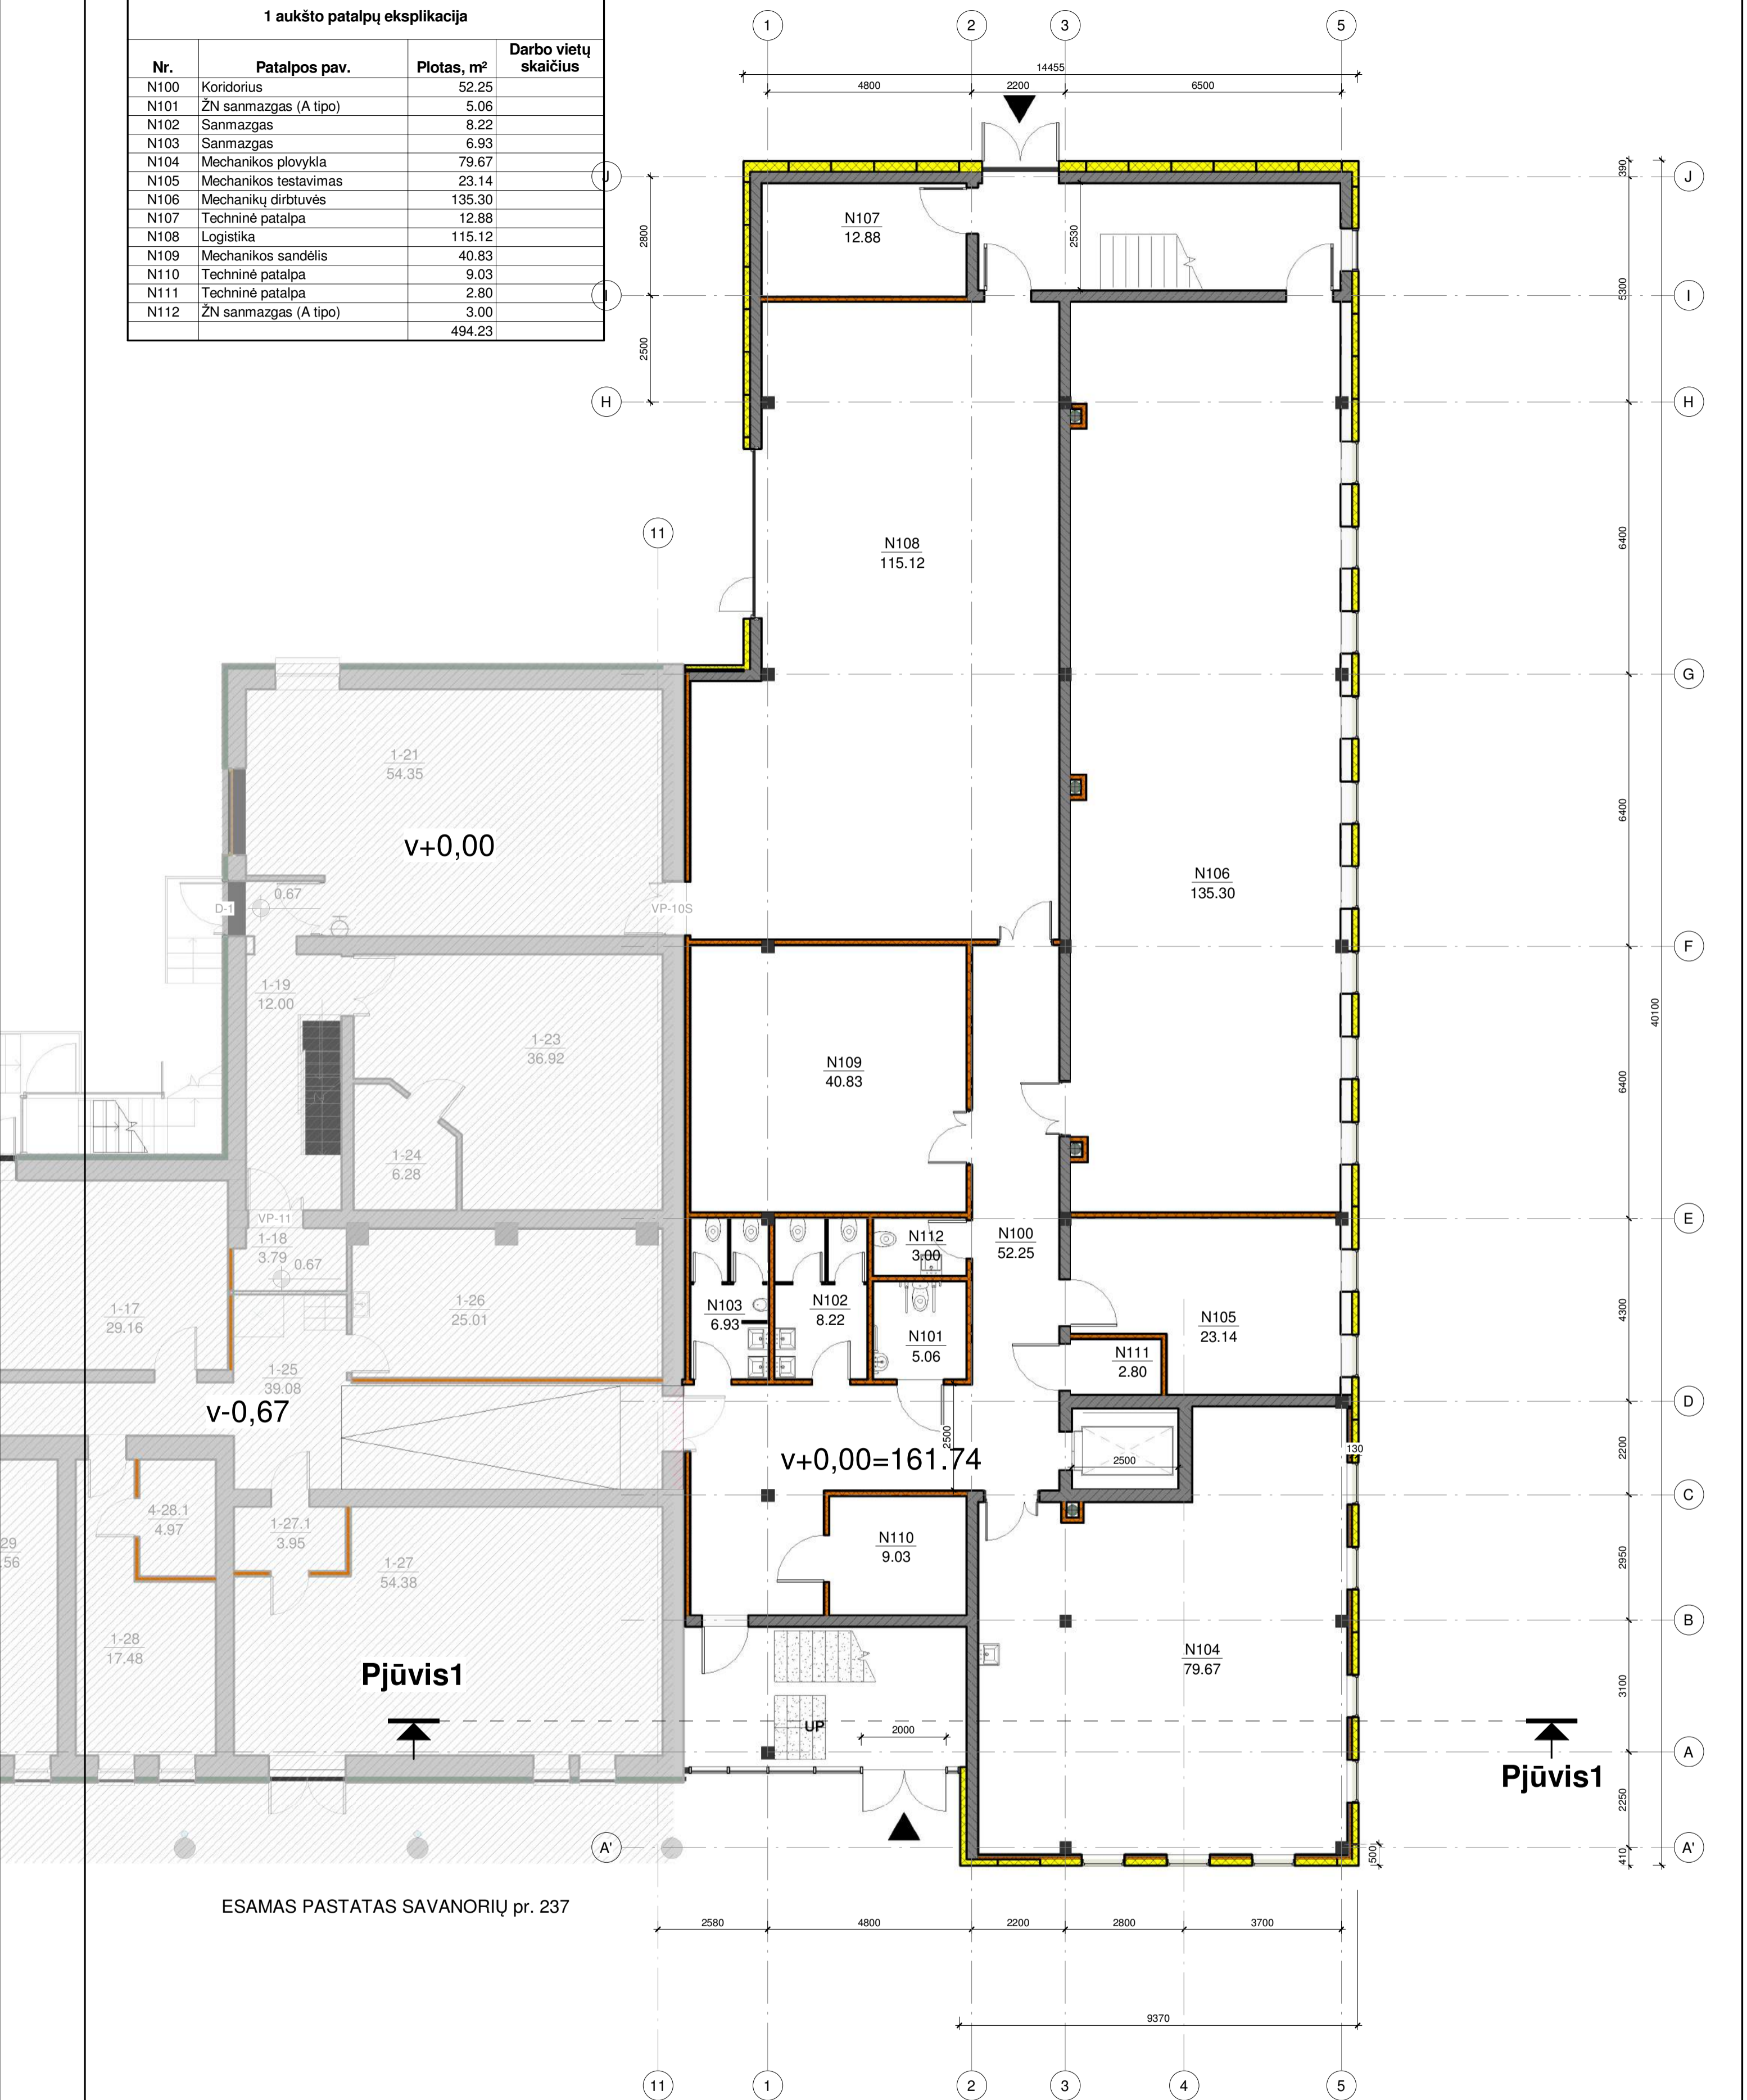 1 aukšto patalpų eksplikacija
Nr. Patalpos pav. Plotas, m² Darbo vietų skaičius
N100 Koridorius 52.25
N101 ŽN sanmazgas (A tipo) 5.06
N102 Sanmazgas 8.22
N103 Sanmazgas 6.93
N104 Mechanikos plovykla 79.67
N105 Mechanikos testavimas 23.14
N106 Mechanikų dirbtuvės 135.30
N107 Techninė patalpa 12.88
N108 Logistika 115.12
N109 Mechanikos sandėlis 40.83
N110 Techninė patalpa 9.03
N111 Techninė patalpa 2.80
N112 ŽN sanmazgas (A tipo) 3.00
494.23
1 2 3 5
14455
4800 2200 6500
J
I
H
2800
2500
11
N107
12.88
2530
N108
115.12
N106
135.30
N109
40.83
N112
3.00
N100
52.25
N103
6.93
N102
8.22
N101
5.06
N105
23.14
N111
2.80
2500
2500
v+0,00=161.74
130
N110
9.03
N104
79.67
UP
2000
1-21
54.35
v+0,00
0.67
D-1
VP-10S
1-19
12.00
1-23
36.92
1-24
6.28
VP-11
1-18
3.79
0.67
1-17
29.16
1-26
25.01
1-25
39.08
v-0,67
4-28.1
4.97
1-27.1
3.95
29
.56
1-27
54.38
1-28
17.48
Pjūvis1
Pjūvis1
390
5300
6400
6400
6400
4300
2200
2950
3100
2250
410
500
40100
J
I
H
G
F
E
D
C
B
A
A'
A'
ESAMAS PASTATAS SAVANORIŲ pr. 237
2580 4800 2200 2800 3700
9370
11 1 2 3 4 5